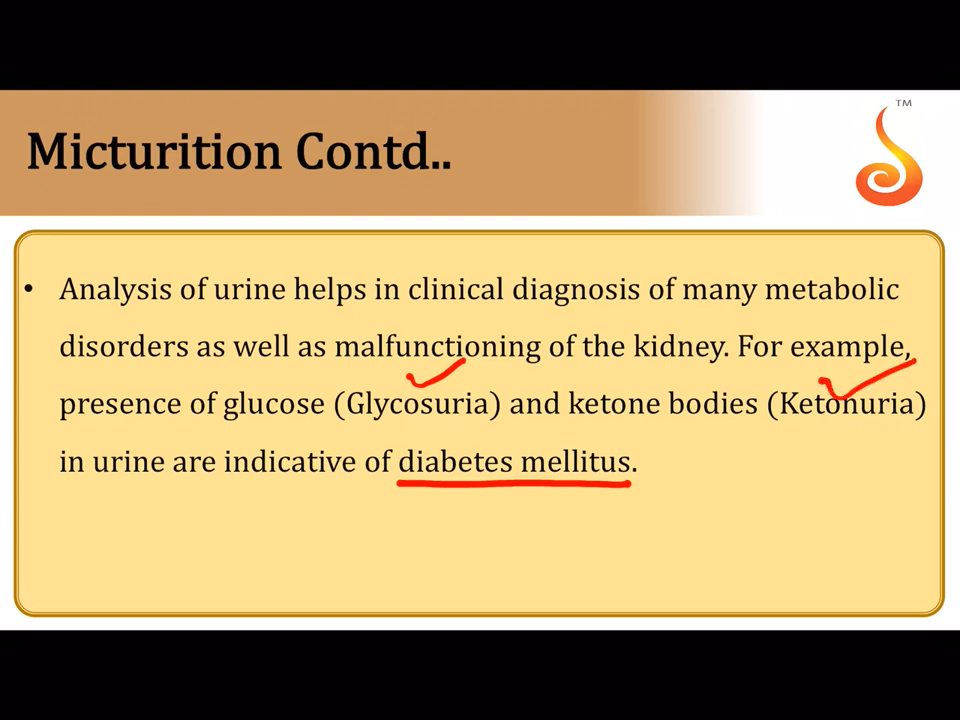 TM
Micturition Contd..
• Analysis of urine helps in clinical diagnosis of many metabolic
disorders as well as malfunctioning of the kidney. For example,
presence of glucose (Glycosuria) and ketone bodies (Ketonuria)
in urine are indicative of diabetes mellitus.